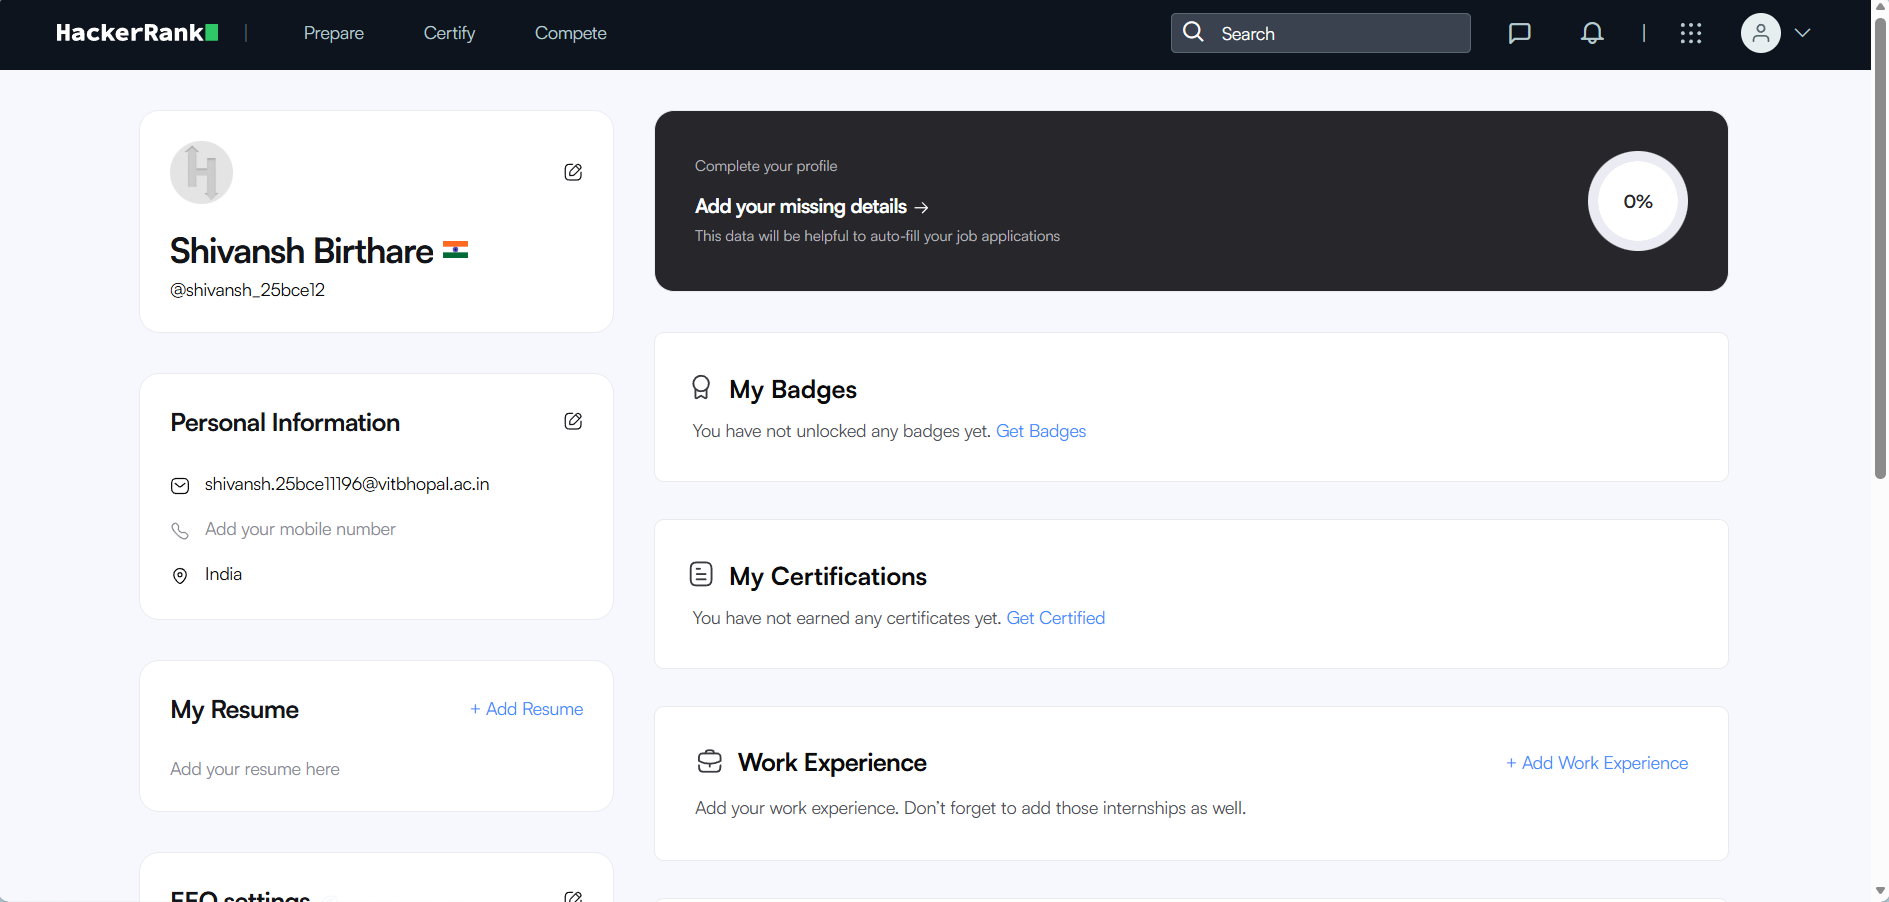 HackerRank
Prepare
Certify
Compete
Search
Shivansh Birthare
@shivansh_25bce12
Personal Information
shivansh.25bce11196@vitbhopal.ac.in
Add your mobile number
India
My Resume
+ Add Resume
Add your resume here
EEO settings
Complete your profile
Add your missing details →
This data will be helpful to auto-fill your job applications
0%
My Badges
You have not unlocked any badges yet. Get Badges
My Certifications
You have not earned any certificates yet. Get Certified
Work Experience
+ Add Work Experience
Add your work experience. Don't forget to add those internships as well.